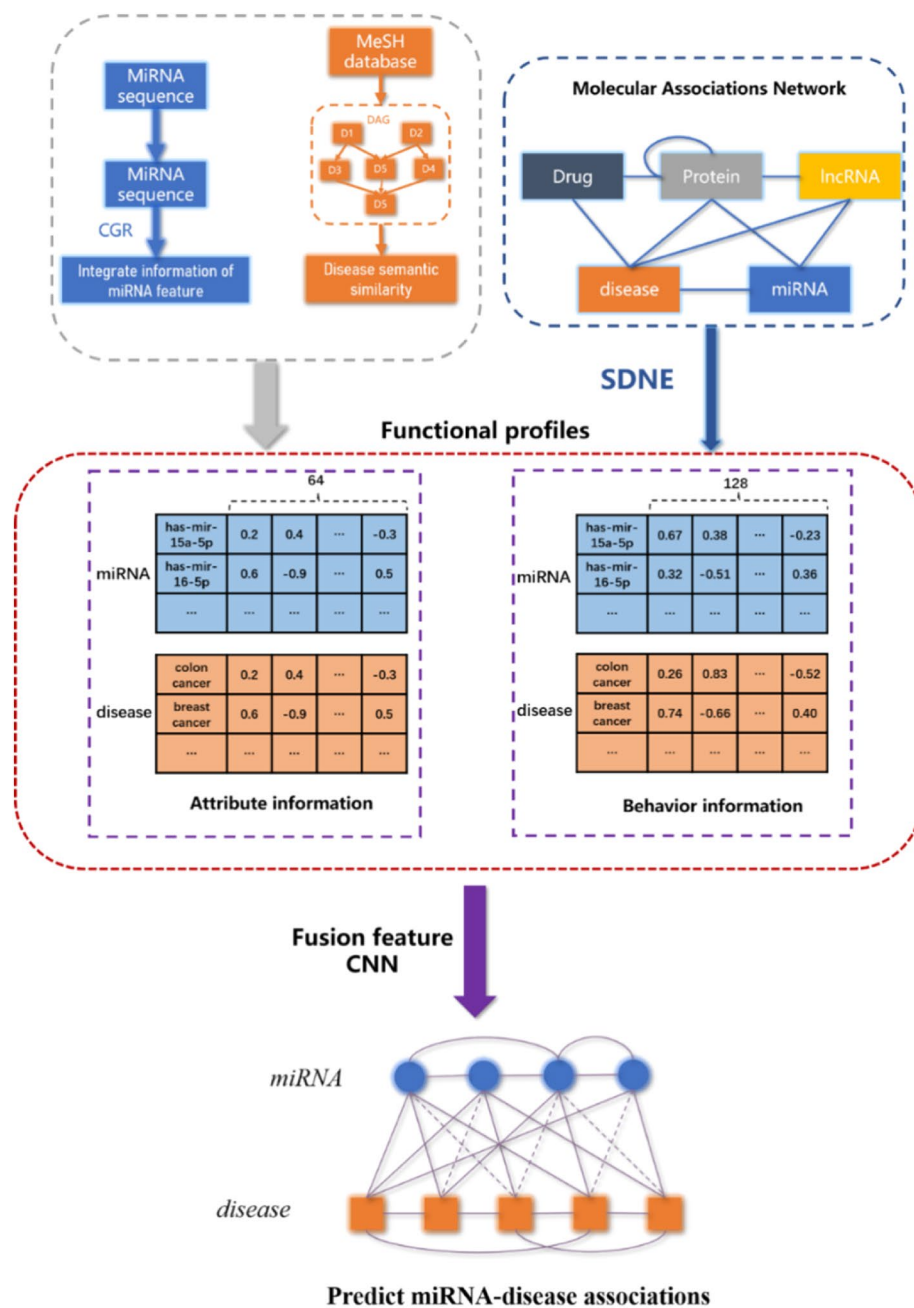 MiRNA
sequence
MiRNA
sequence
CGR
Integrate information of
miRNA feature
MeSH
database
DAG
D1 D2
D3 D5 D4
D5
Disease semantic
similarity
Molecular Associations Network
Drug Protein lncRNA
disease miRNA
SDNE
Functional profiles
64
miRNA
has-mir-
15a-5p 0.2 0.4 ... -0.3
has-mir-
16-5p 0.6 -0.9 ... 0.5
... ... ... ... ...
disease
colon
cancer 0.2 0.4 ... -0.3
breast
cancer 0.6 -0.9 ... 0.5
... ... ... ... ...
Attribute information
128
miRNA
has-mir-
15a-5p 0.67 0.38 ... -0.23
has-mir-
16-5p 0.32 -0.51 ... 0.36
... ... ... ... ...
disease
colon
cancer 0.26 0.83 ... -0.52
breast
cancer 0.74 -0.66 ... 0.40
... ... ... ... ...
Behavior information
Fusion feature
CNN
miRNA
disease
Predict miRNA-disease associations